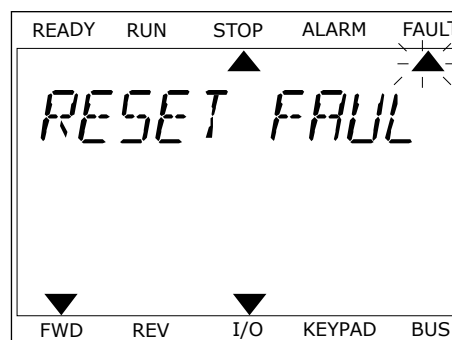 READY RUN STOP ALARM FAULT
RESET FAUL
FWD REV I/O KEYPAD BUS